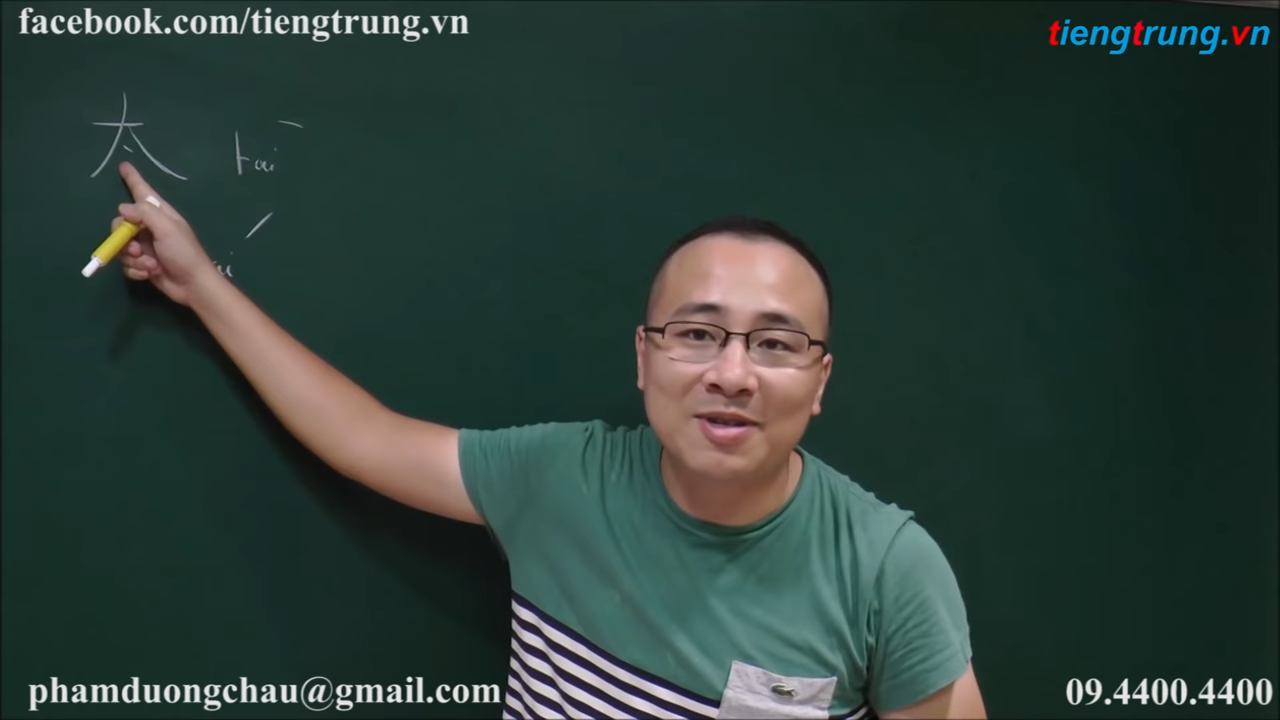 facebook.com/tiengtrung.vn
tiengtrung.vn
太 tai
phamduongchau@gmail.com
09.4400.4400